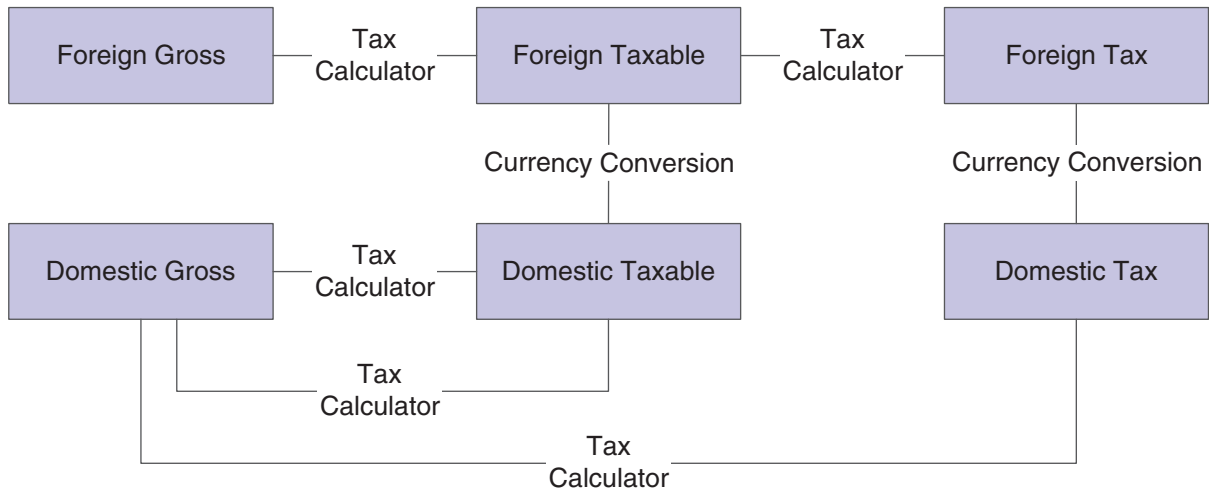 Foreign Gross
Tax
Calculator
Foreign Taxable
Tax
Calculator
Foreign Tax
Currency Conversion
Currency Conversion
Domestic Gross
Tax
Calculator
Domestic Taxable
Domestic Tax
Tax
Calculator
Tax
Calculator